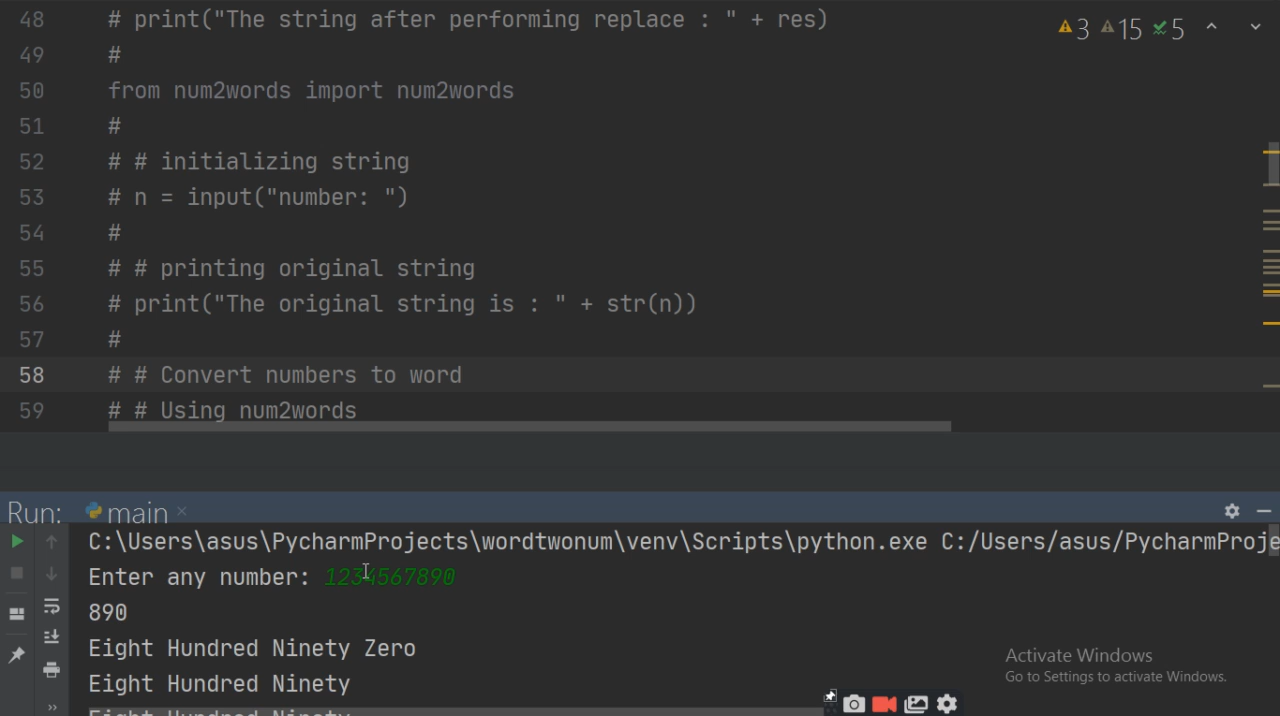 48 # print("The string after performing replace : " + res)
3 15 5
49 #
50 from num2words import num2words
51 #
52 # # initializing string
53 # n = input("number: ")
54 #
55 # # printing original string
56 # print("The original string is : " + str(n))
57 #
58 # # Convert numbers to word
59 # # Using num2words
Run: main ×
C:\Users\asus\PycharmProjects\wordtwonum\venv\Scripts\python.exe C:/Users/asus/PycharmProje
Enter any number: 1234567890
890
Eight Hundred Ninety Zero
Activate Windows
Go to Settings to activate Windows.
Eight Hundred Ninety
Eight Hundred Ninety